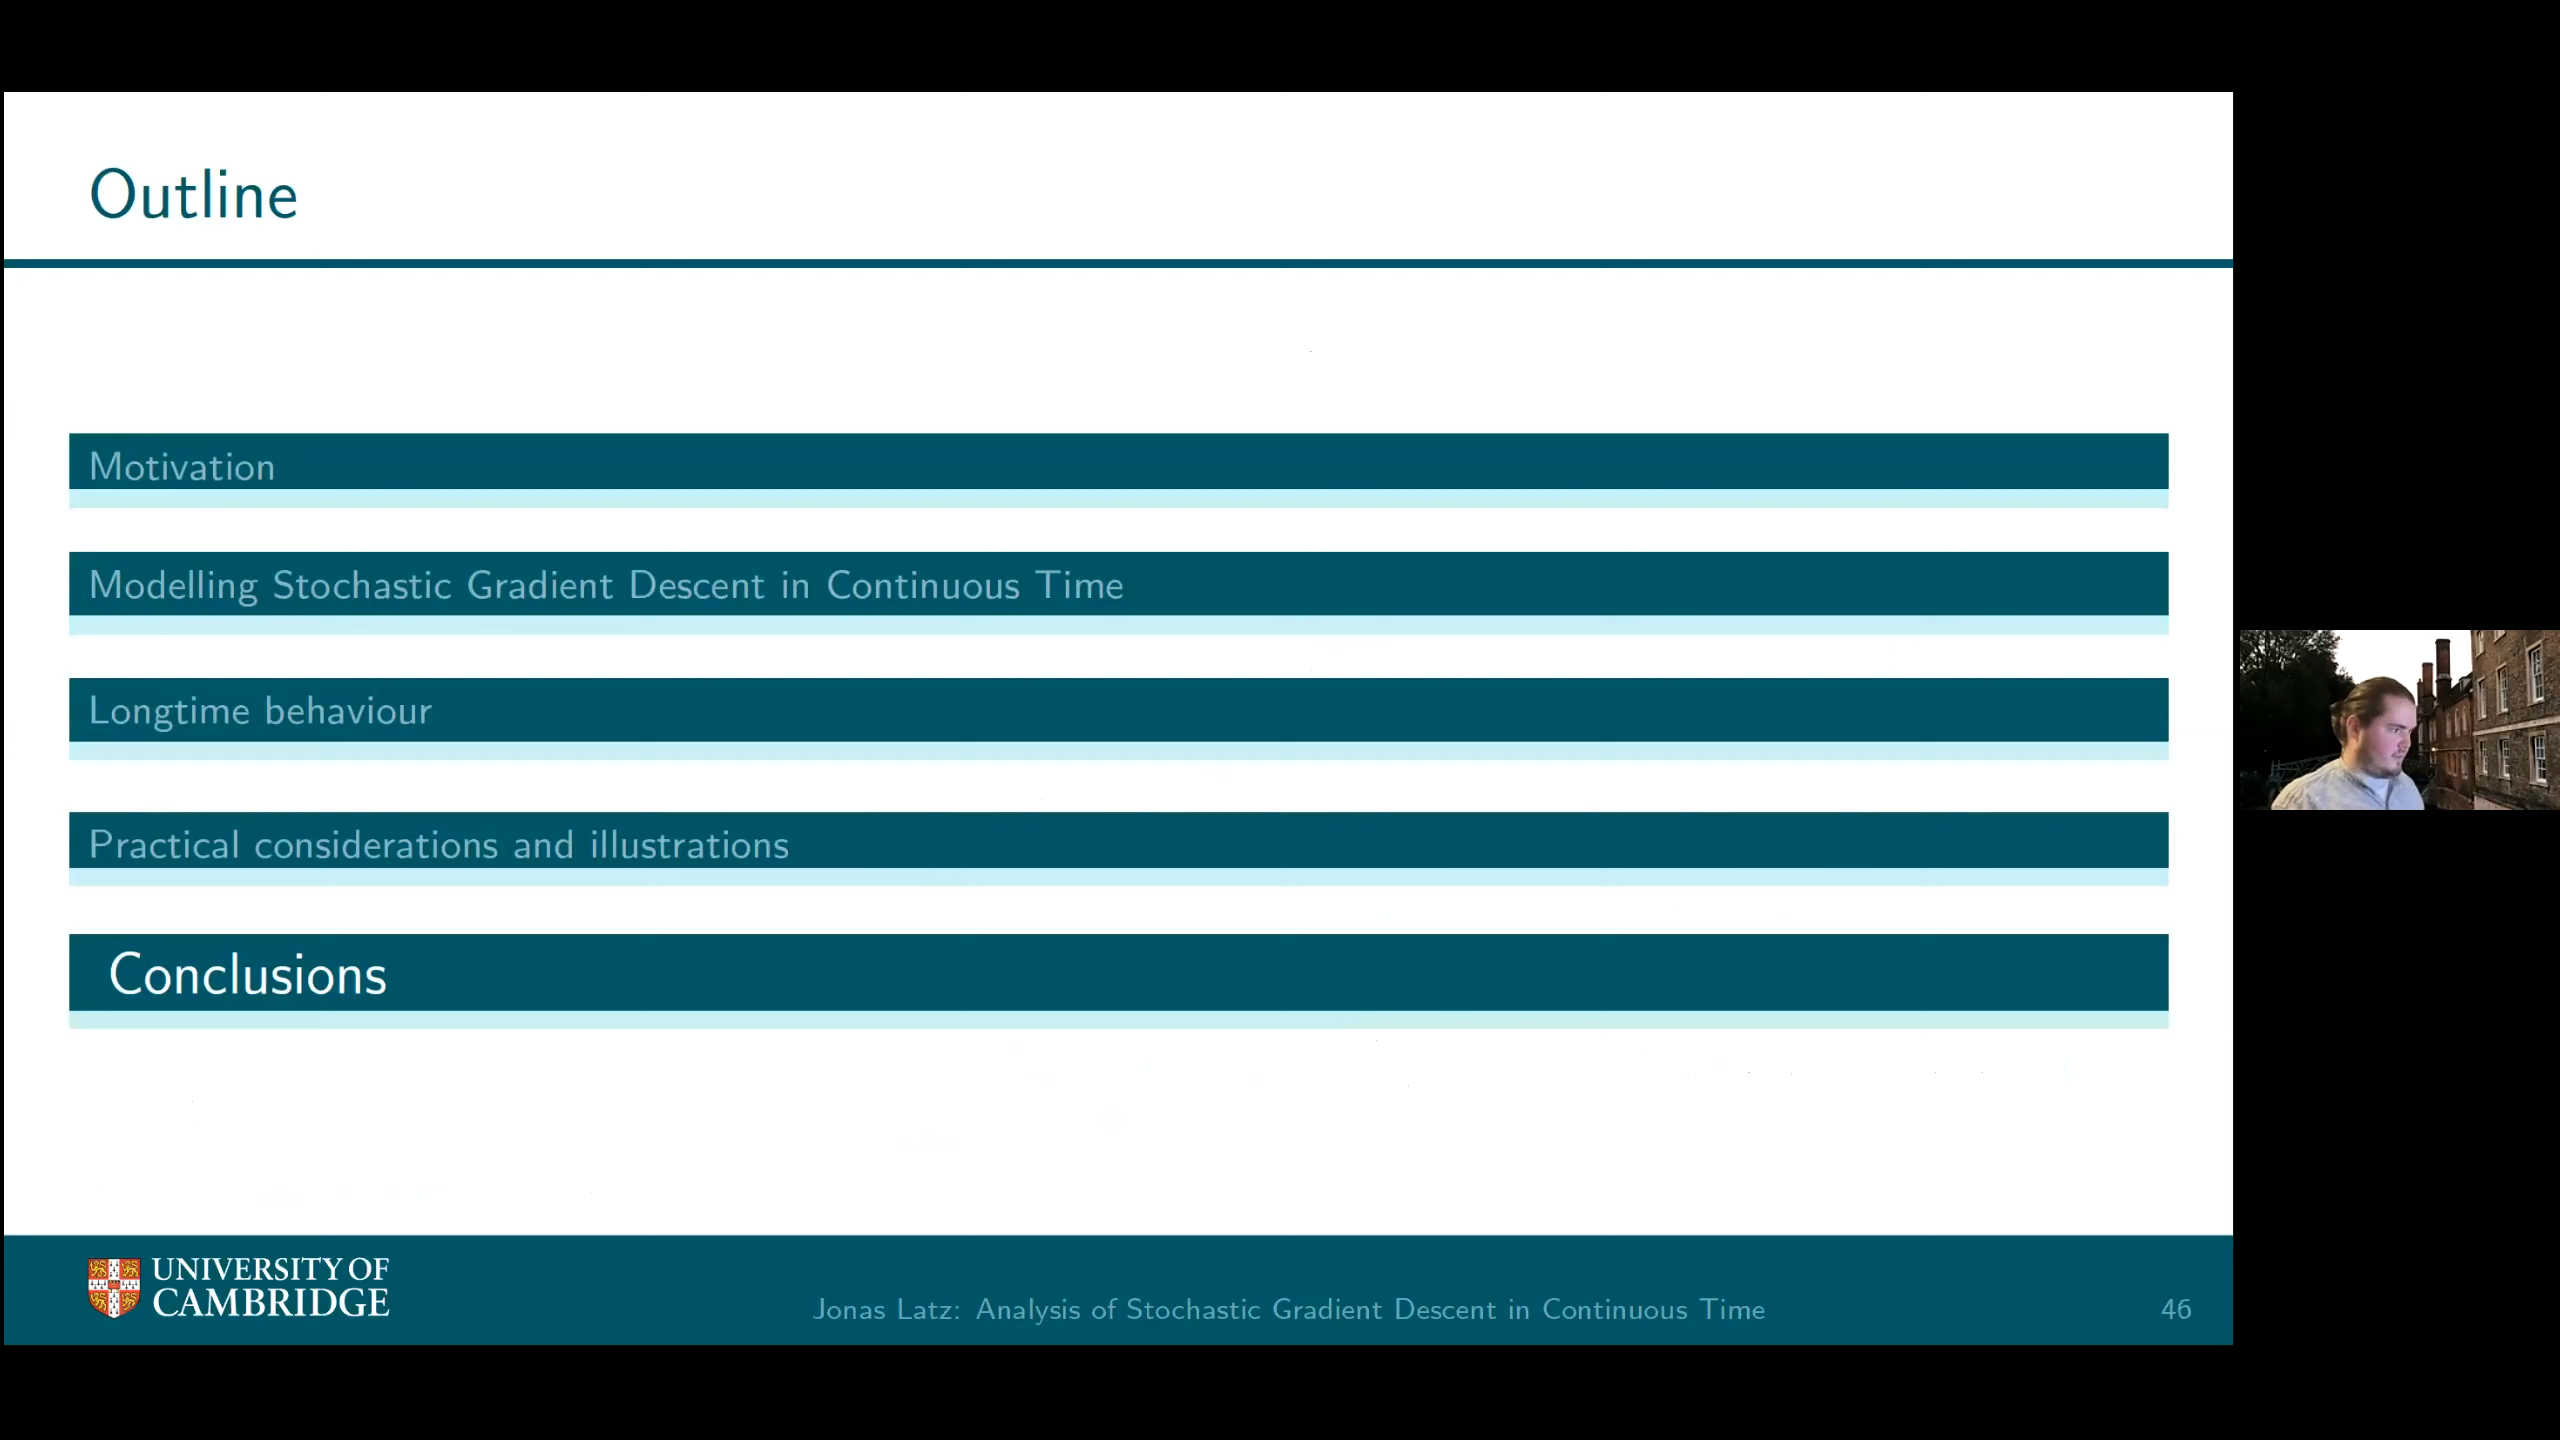 Outline
Motivation
Modelling Stochastic Gradient Descent in Continuous Time
Longtime behaviour
Practical considerations and illustrations
Conclusions
UNIVERSITY OF
CAMBRIDGE
Jonas Latz: Analysis of Stochastic Gradient Descent in Continuous Time
46